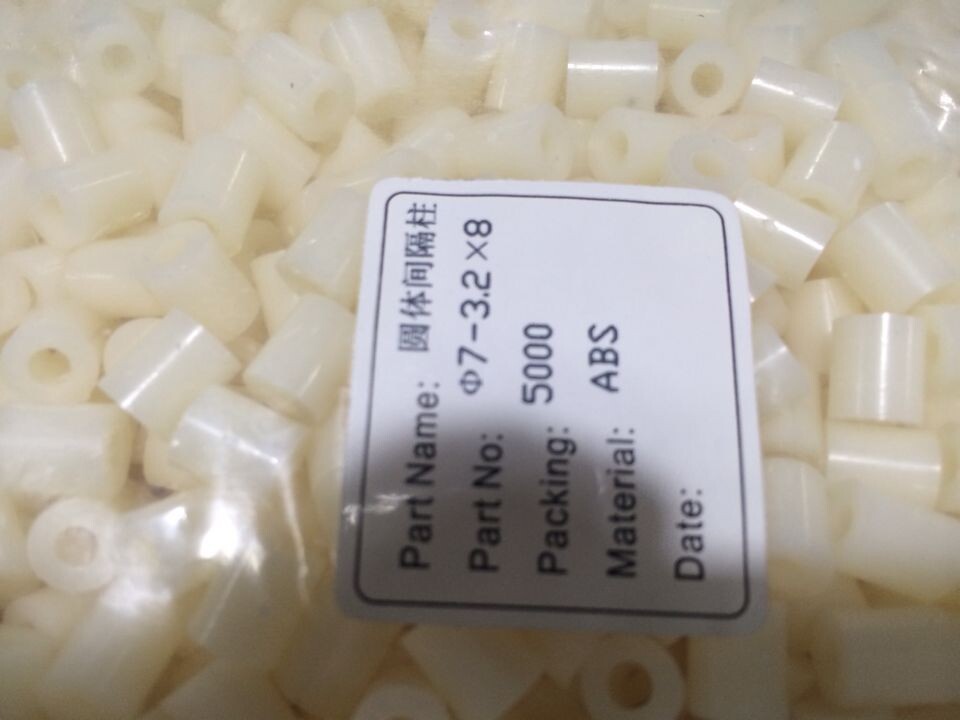 Part Name: 圆体间隔柱
Part No: Φ7-3.2×8
Packing: 5000
Material: ABS
Date: